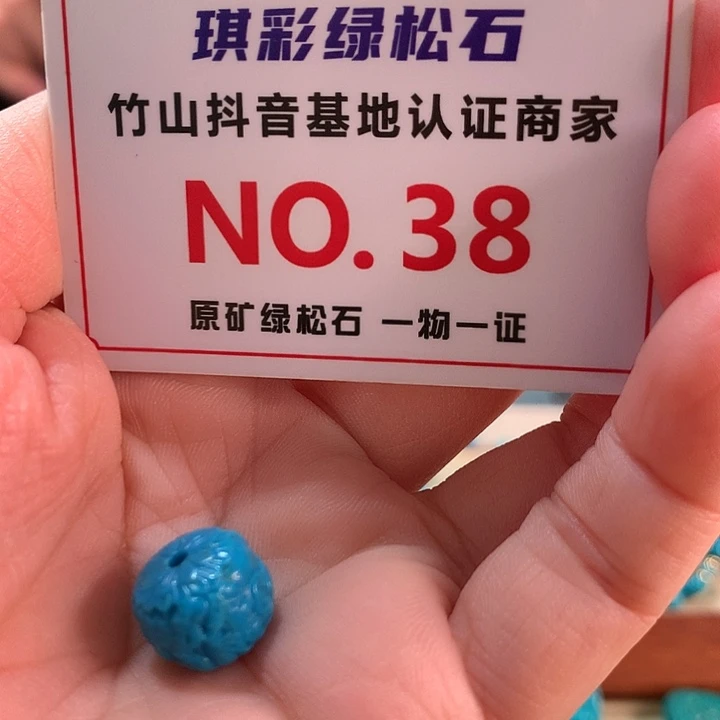 琪彩绿松石
竹山抖音基地认证商家
NO.38
原矿绿松石 一物一证